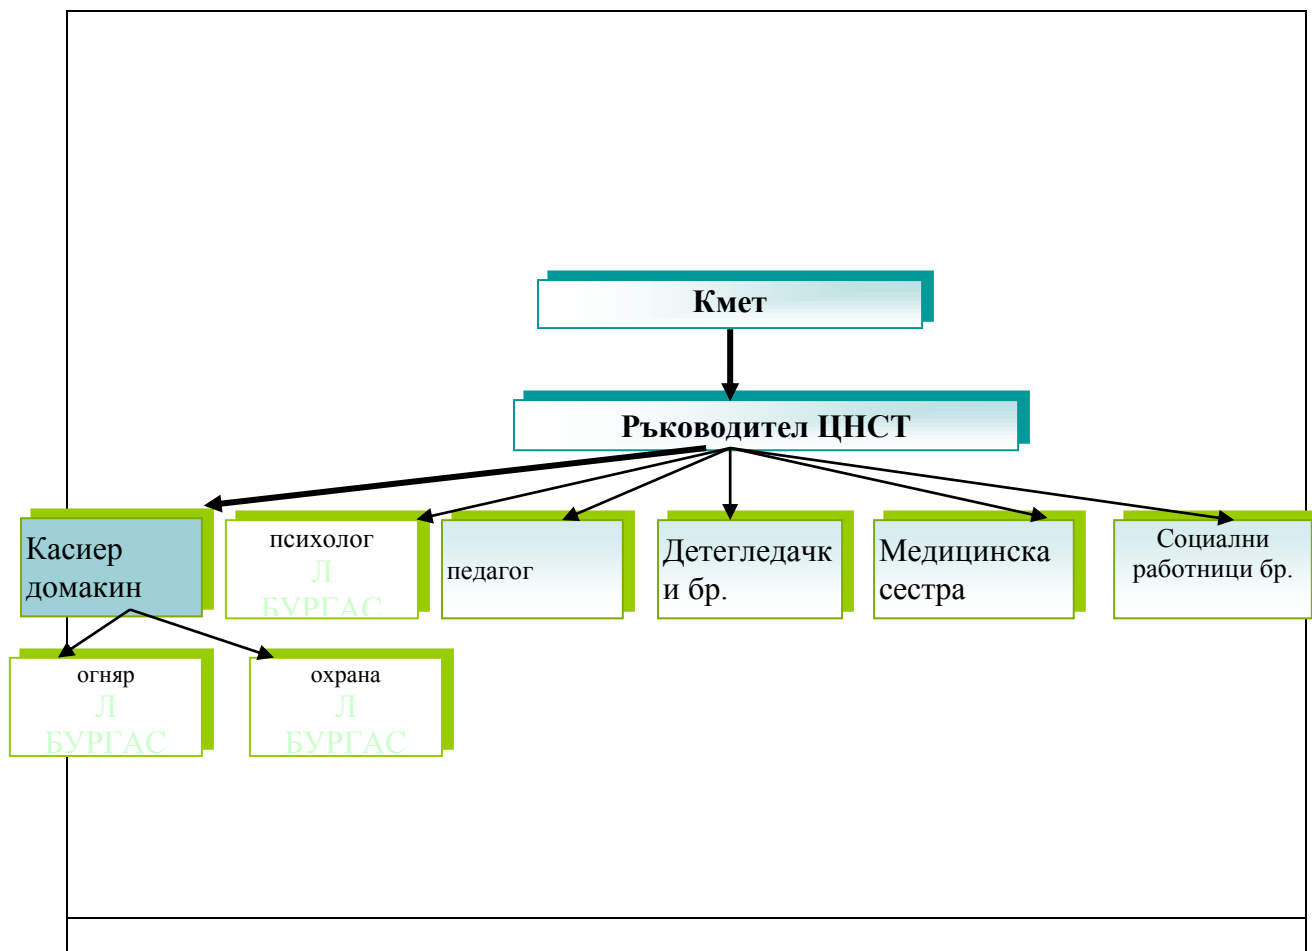 Кмет
Ръководител ЦНСТ
Касиер
домакин
психолог
Л
БУРГАС
педагог
Детегледачк
и бр.
Медицинска
сестра
Социални
работници бр.
огняр
Л
БУРГАС
охрана
Л
БУРГАС